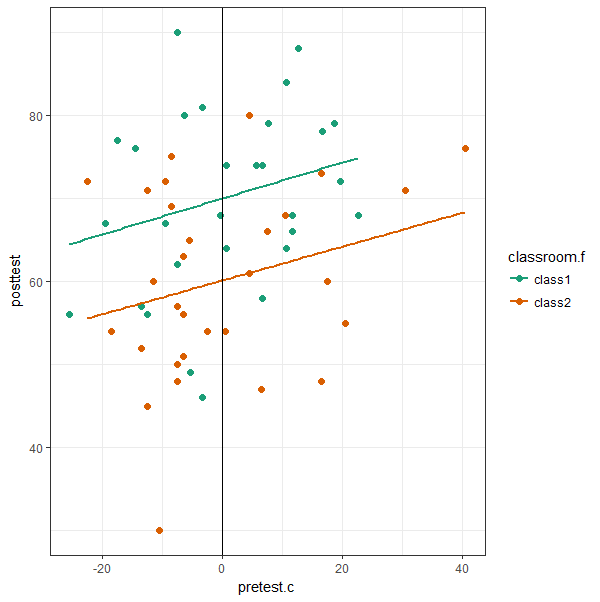 80
60
40
posttest
-20 0 20 40
pretest.c
classroom.f
class1
class2